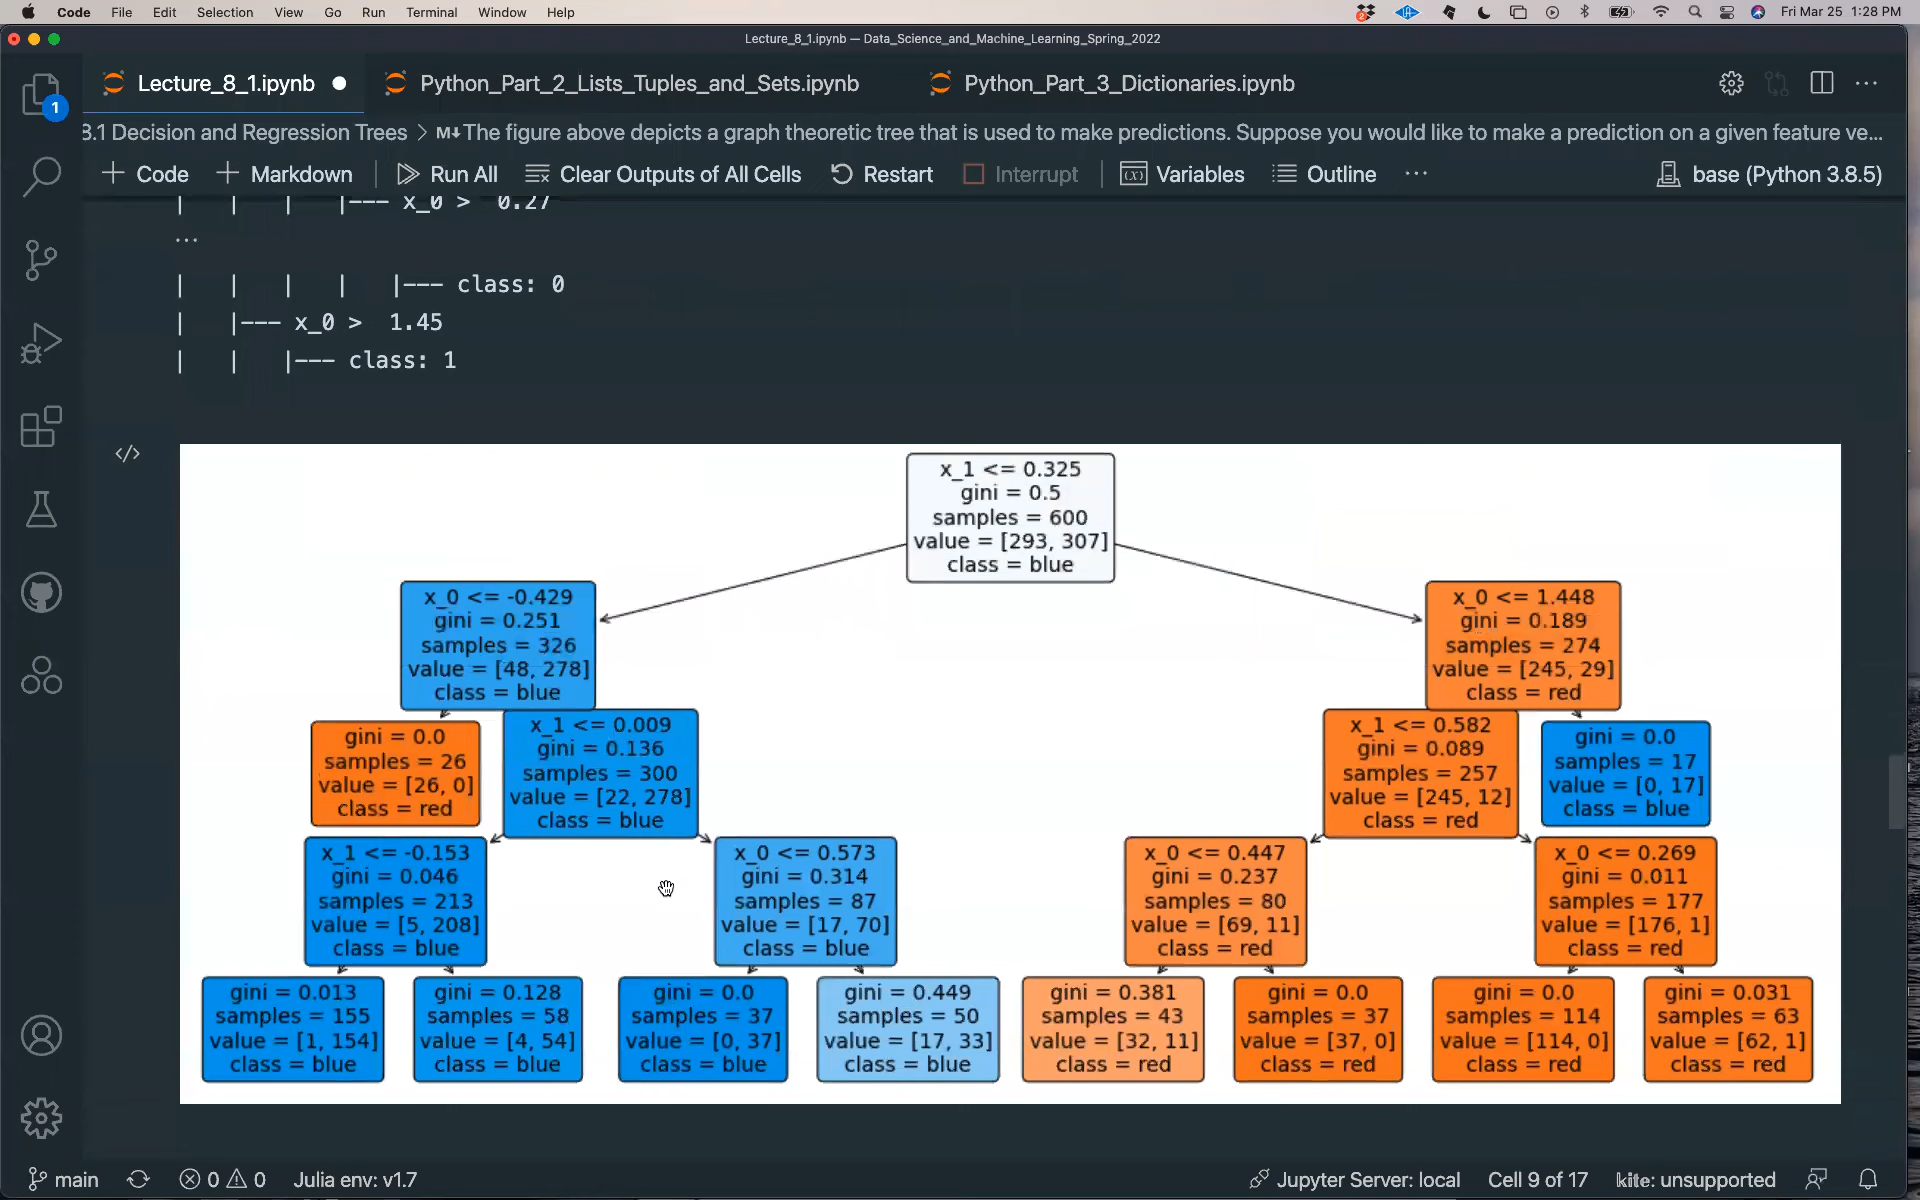 Code File Edit Selection View Go Run Terminal Window Help Fri Mar 25 1:28 PM
Lecture_8_1.ipynb — Data_Science_and_Machine_Learning_Spring_2022
Lecture_8_1.ipynb Python_Part_2_Lists_Tuples_and_Sets.ipynb Python_Part_3_Dictionaries.ipynb
1
8.1 Decision and Regression Trees > M↓ The figure above depicts a graph theoretic tree that is used to make predictions. Suppose you would like to make a prediction on a given feature ve...
+ Code + Markdown Run All Clear Outputs of All Cells Restart Interrupt (x) Variables Outline ... base (Python 3.8.5)
| | | |--- x_0 > 0.27
...
| | | | |--- class: 0
| |--- x_0 > 1.45
| | |--- class: 1
</>
x_1 <= 0.325
gini = 0.5
samples = 600
value = [293, 307]
class = blue
x_0 <= -0.429
gini = 0.251
samples = 326
value = [48, 278]
class = blue
x_0 <= 1.448
gini = 0.189
samples = 274
value = [245, 29]
class = red
gini = 0.0
samples = 26
value = [26, 0]
class = red
x_1 <= 0.009
gini = 0.136
samples = 300
value = [22, 278]
class = blue
x_1 <= 0.582
gini = 0.089
samples = 257
value = [245, 12]
class = red
gini = 0.0
samples = 17
value = [0, 17]
class = blue
x_1 <= -0.153
gini = 0.046
samples = 213
value = [5, 208]
class = blue
x_0 <= 0.573
gini = 0.314
samples = 87
value = [17, 70]
class = blue
x_0 <= 0.447
gini = 0.237
samples = 80
value = [69, 11]
class = red
x_0 <= 0.269
gini = 0.011
samples = 177
value = [176, 1]
class = red
gini = 0.013
samples = 155
value = [1, 154]
class = blue
gini = 0.128
samples = 58
value = [4, 54]
class = blue
gini = 0.0
samples = 37
value = [0, 37]
class = blue
gini = 0.449
samples = 50
value = [17, 33]
class = blue
gini = 0.381
samples = 43
value = [32, 11]
class = red
gini = 0.0
samples = 37
value = [37, 0]
class = red
gini = 0.0
samples = 114
value = [114, 0]
class = red
gini = 0.031
samples = 63
value = [62, 1]
class = red
main 0 0 Julia env: v1.7 Jupyter Server: local Cell 9 of 17 kite: unsupported